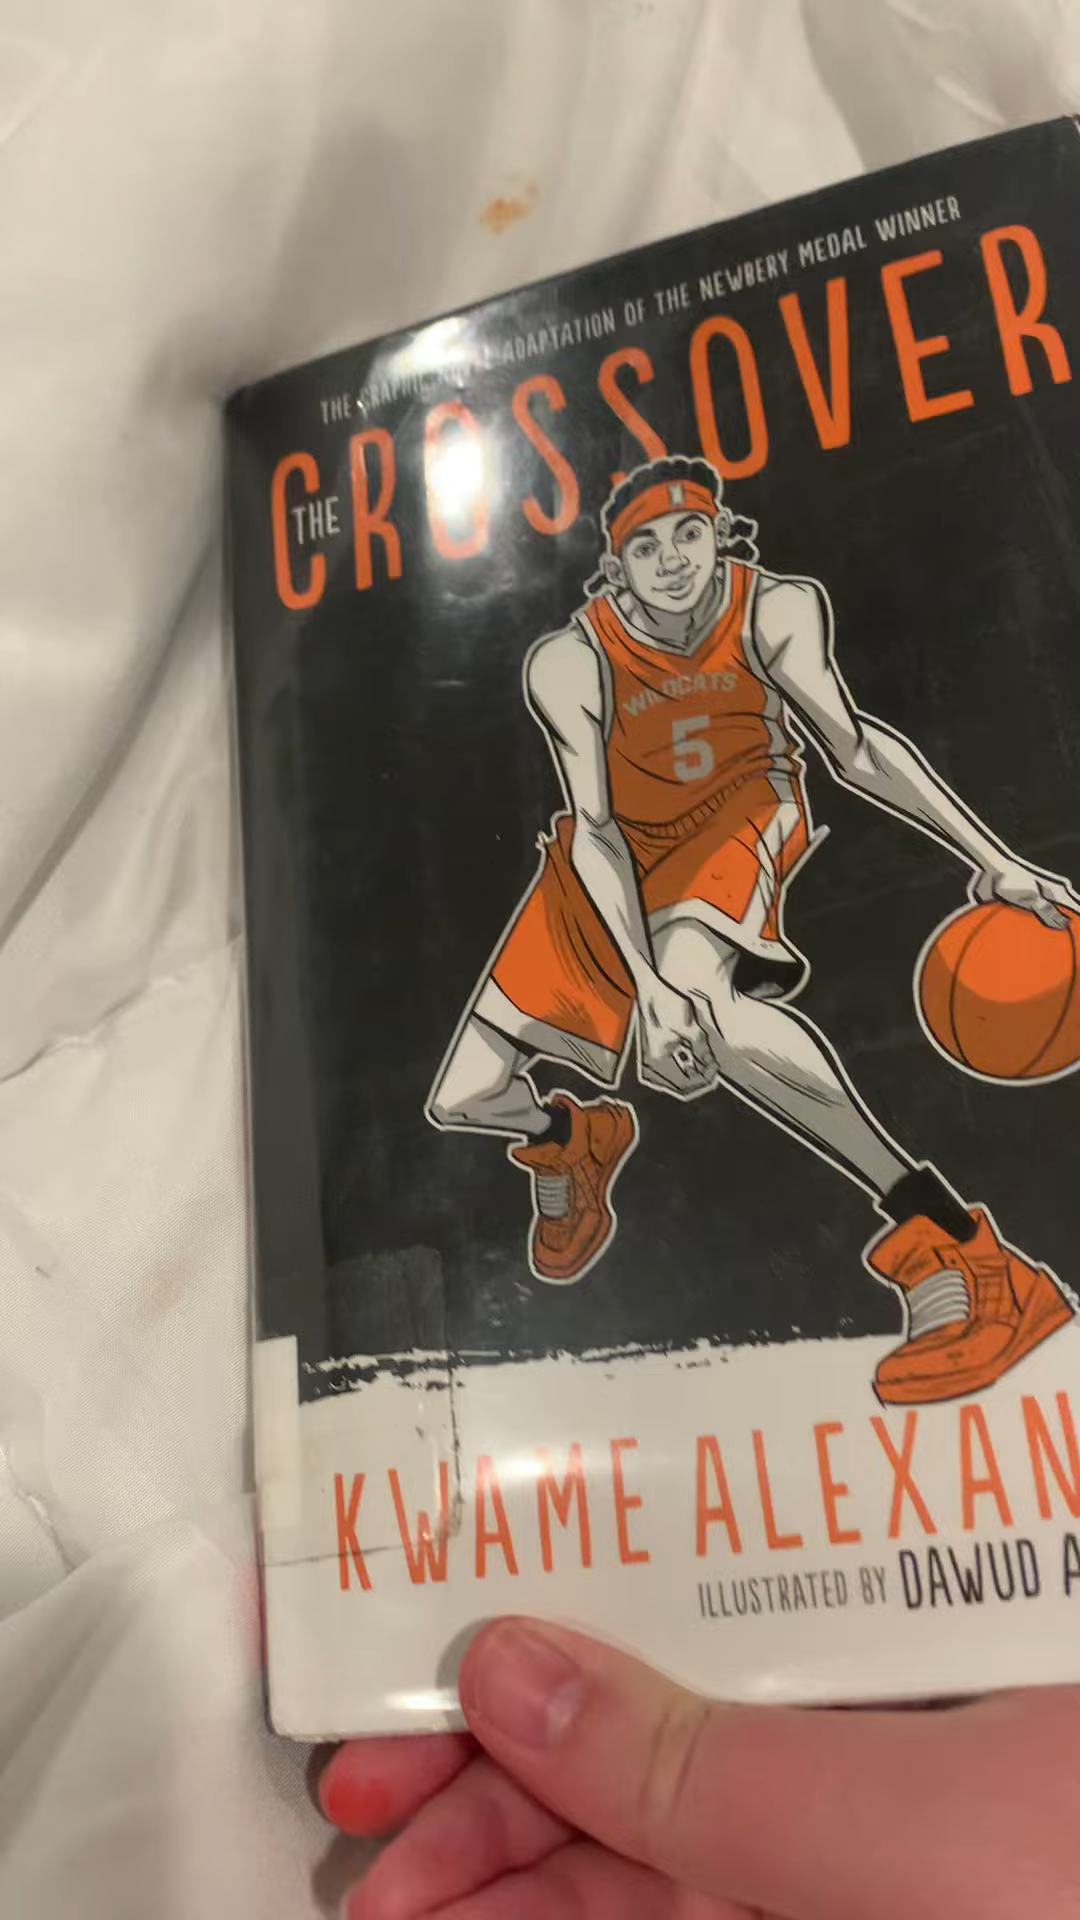 THE GRAPHIC NOVEL ADAPTATION OF THE NEWBERY MEDAL WINNER
THE
CROSSOVER
WILDCATS
5
KWAME ALEXAN
ILLUSTRATED BY DAWUD A